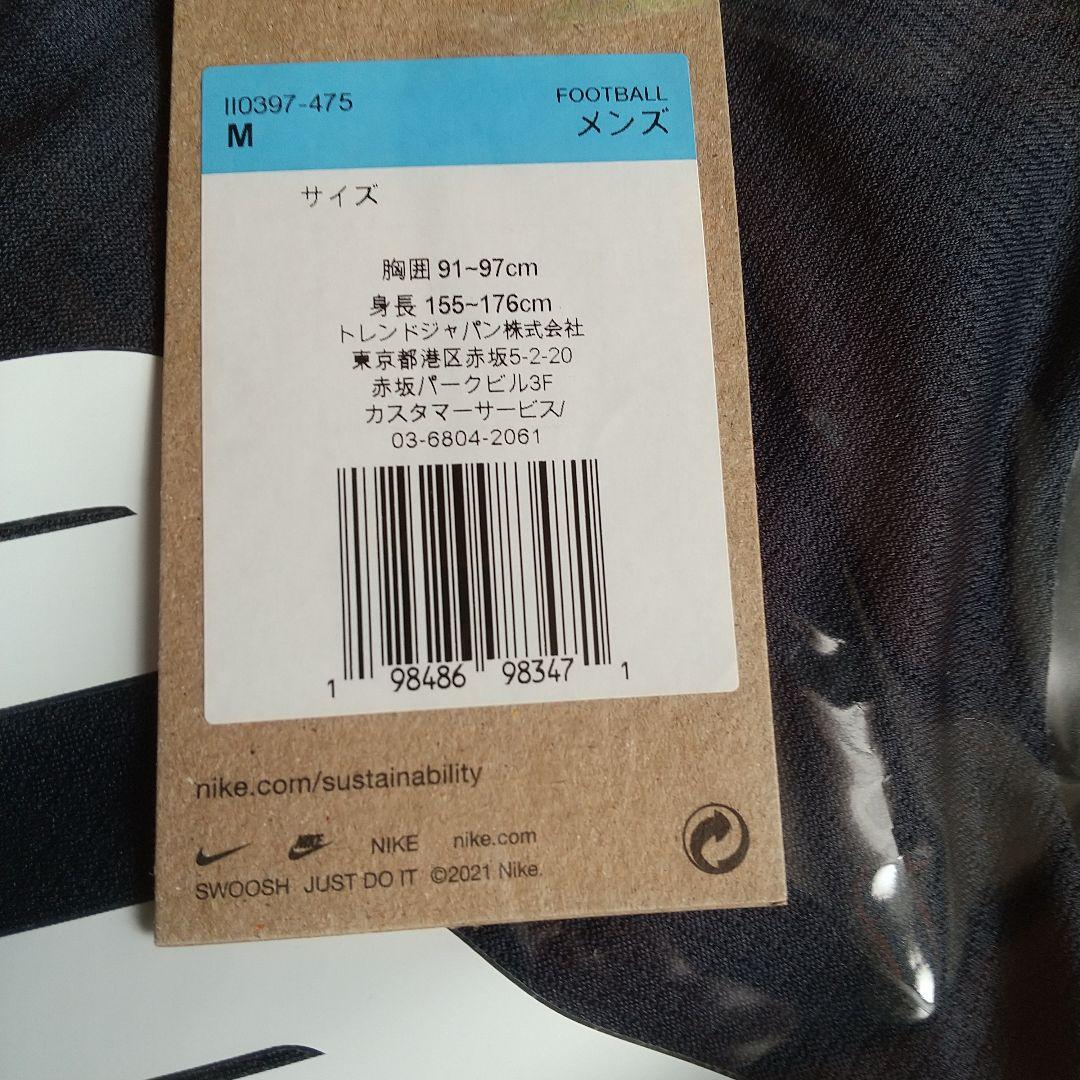 II0397-475
FOOTBALL
M
メンズ
サイズ
胸囲 91~97cm
身長 155~176cm
トレンドジャパン株式会社
東京都港区赤坂5-2-20
赤坂パークビル3F
カスタマーサービス/
03-6804-2061
1 98486 98347 1
nike.com/sustainability
NIKE NIKE nike.com
SWOOSH JUST DO IT ©2021 Nike.